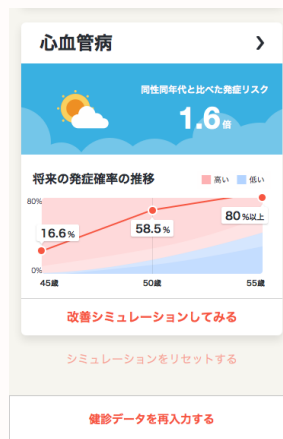 心血管病
同性同年代と比べた発症リスク
1.6倍
将来の発症確率の推移
高い 低い
80%
16.6%
58.5%
80%以上
0%
45歳 50歳 55歳
改善シミュレーションしてみる
シミュレーションをリセットする
健診データを再入力する